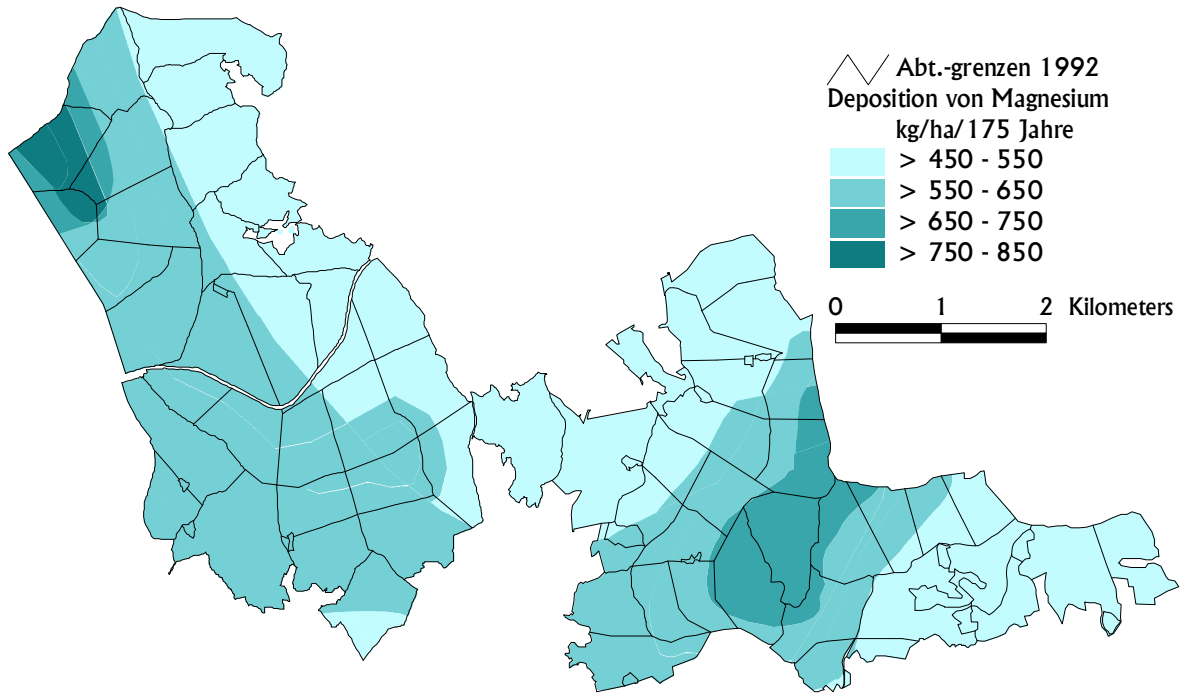 Abt.-grenzen 1992
Deposition von Magnesium
kg/ha/175 Jahre
> 450 - 550
> 550 - 650
> 650 - 750
> 750 - 850
0 1 2 Kilometers